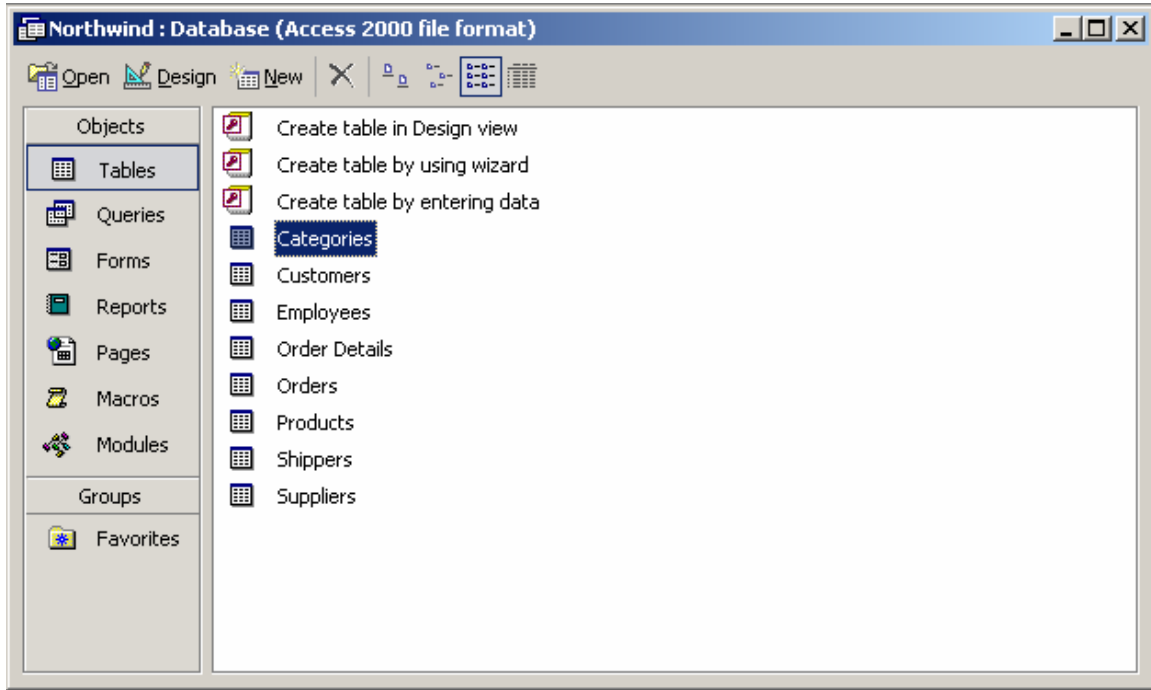 Northwind : Database (Access 2000 file format)
Open Design New
Objects
Tables
Queries
Forms
Reports
Pages
Macros
Modules
Groups
Favorites
Create table in Design view
Create table by using wizard
Create table by entering data
Categories
Customers
Employees
Order Details
Orders
Products
Shippers
Suppliers